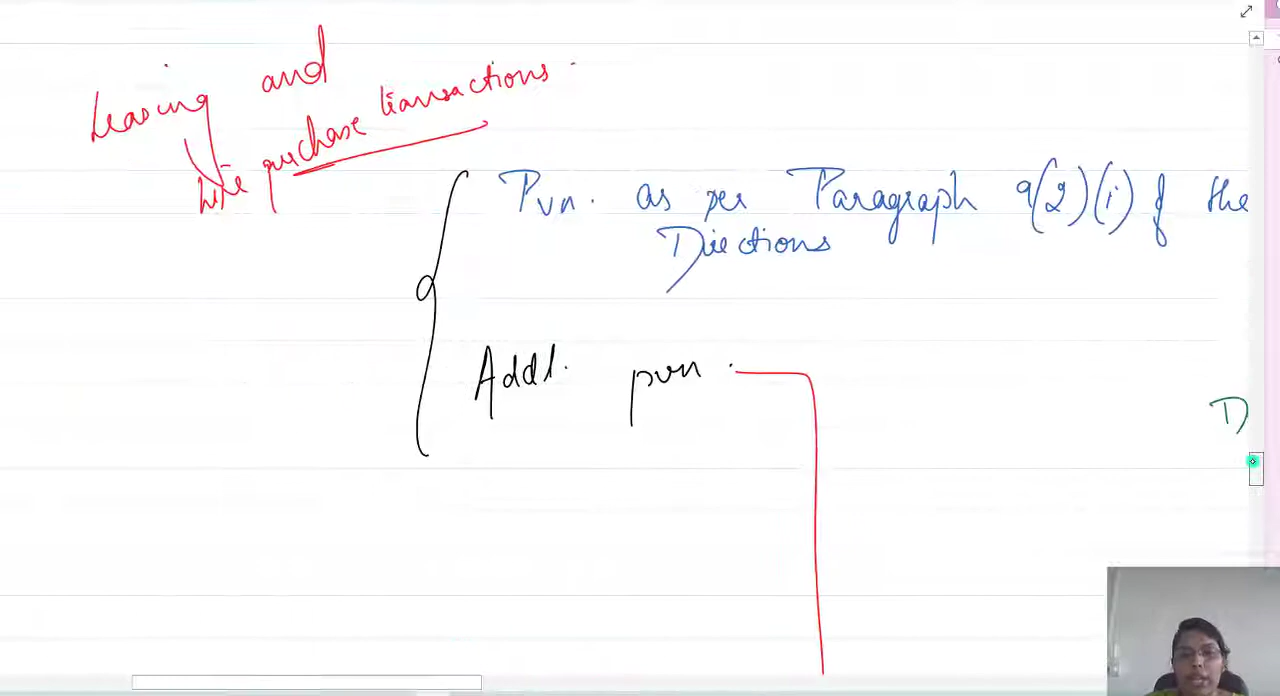 Leasing and
hire purchase transactions.
Pvn. as per Paragraph 9(2)(i) of the
Directions
Addl. pvn.
D